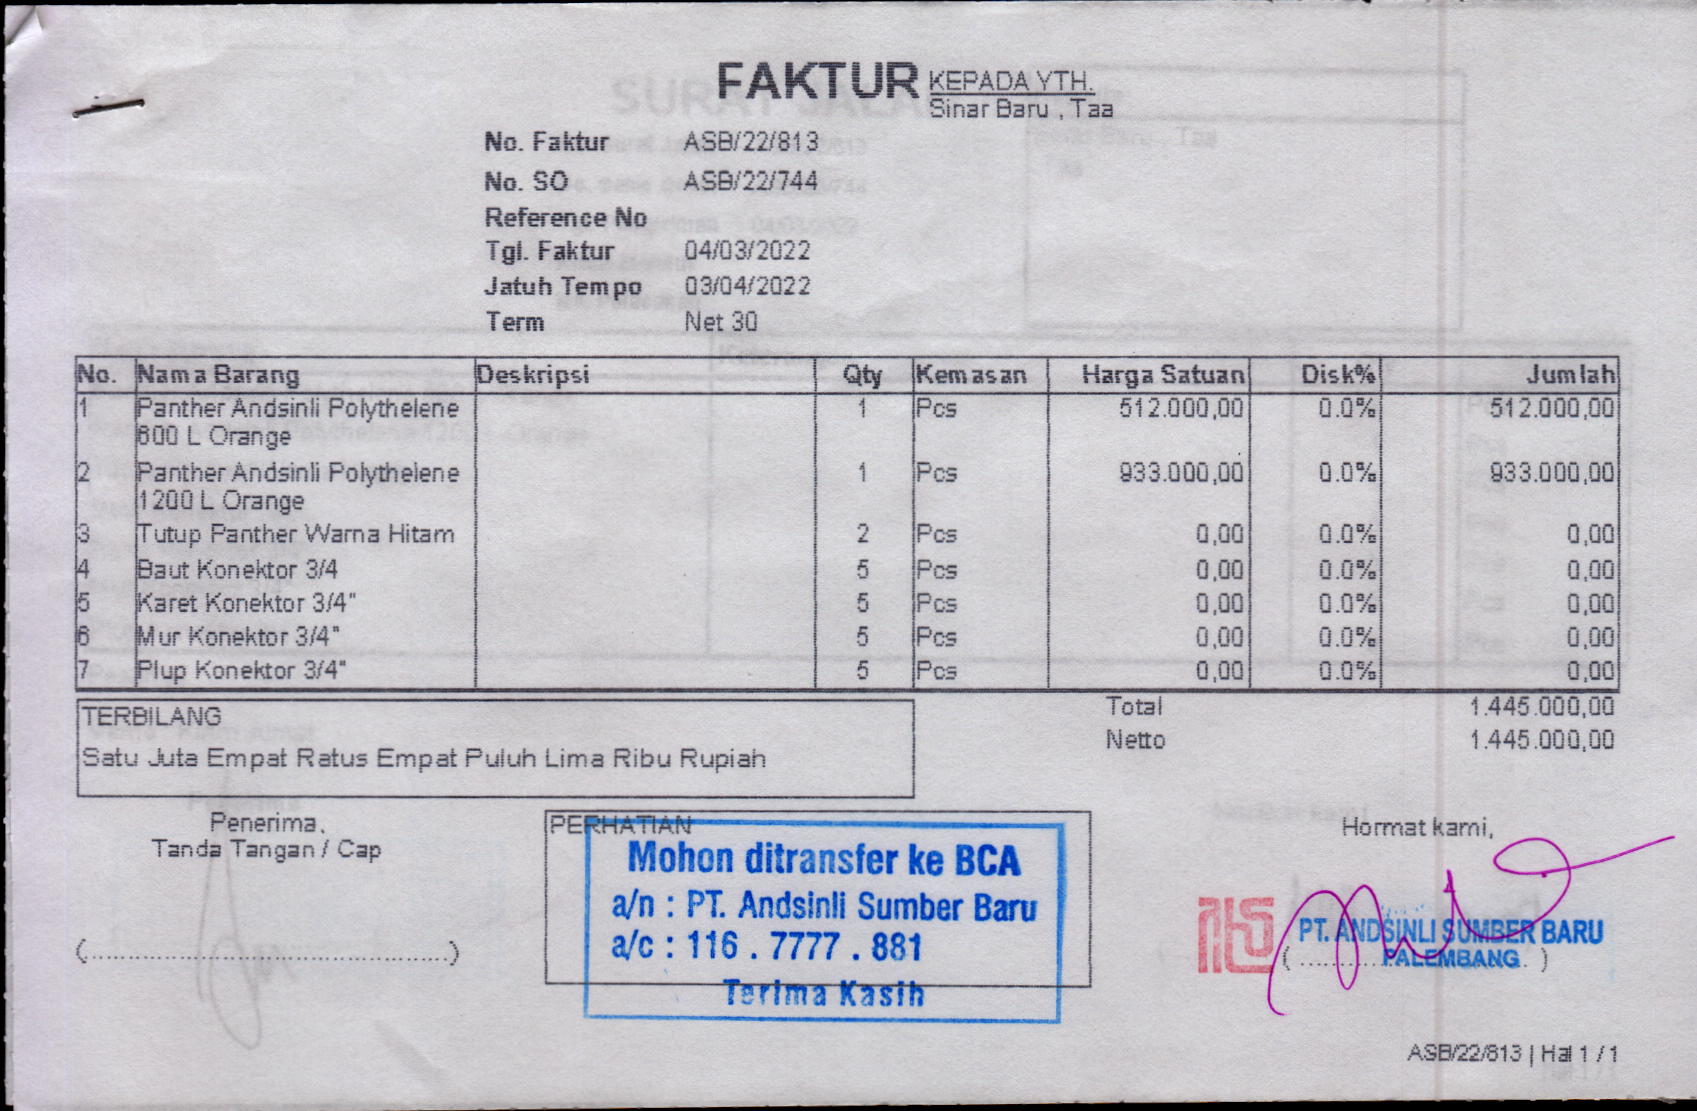 FAKTUR
KEPADA YTH.
Sinar Baru , Taa
No. Faktur ASB/22/813
No. SO ASB/22/744
Reference No
Tgl. Faktur 04/03/2022
Jatuh Tempo 03/04/2022
Term Net 30
No. Nama Barang Deskripsi Qty Kemasan Harga Satuan Disk% Jumlah
1 Panther Andsinli Polythelene 1 Pcs 512.000,00 0.0% 512.000,00
600 L Orange
2 Panther Andsinli Polythelene 1 Pcs 933.000,00 0.0% 933.000,00
1200 L Orange
3 Tutup Panther Warna Hitam 2 Pcs 0,00 0.0% 0,00
4 Baut Konektor 3/4 5 Pcs 0,00 0.0% 0,00
5 Karet Konektor 3/4" 5 Pcs 0,00 0.0% 0,00
6 Mur Konektor 3/4" 5 Pcs 0,00 0.0% 0,00
7 Plup Konektor 3/4" 5 Pcs 0,00 0.0% 0,00
Total 1.445.000,00
Netto 1.445.000,00
TERBILANG
Satu Juta Empat Ratus Empat Puluh Lima Ribu Rupiah
Penerima,
Tanda Tangan / Cap
(..........................................)
PERHATIAN
Mohon ditransfer ke BCA
a/n : PT. Andsinli Sumber Baru
a/c : 116 . 7777 . 881
Terima Kasih
Hormat kami,
PT. ANDSINLI SUMBER BARU
PALEMBANG
ASB/22/813 | Hal 1 / 1